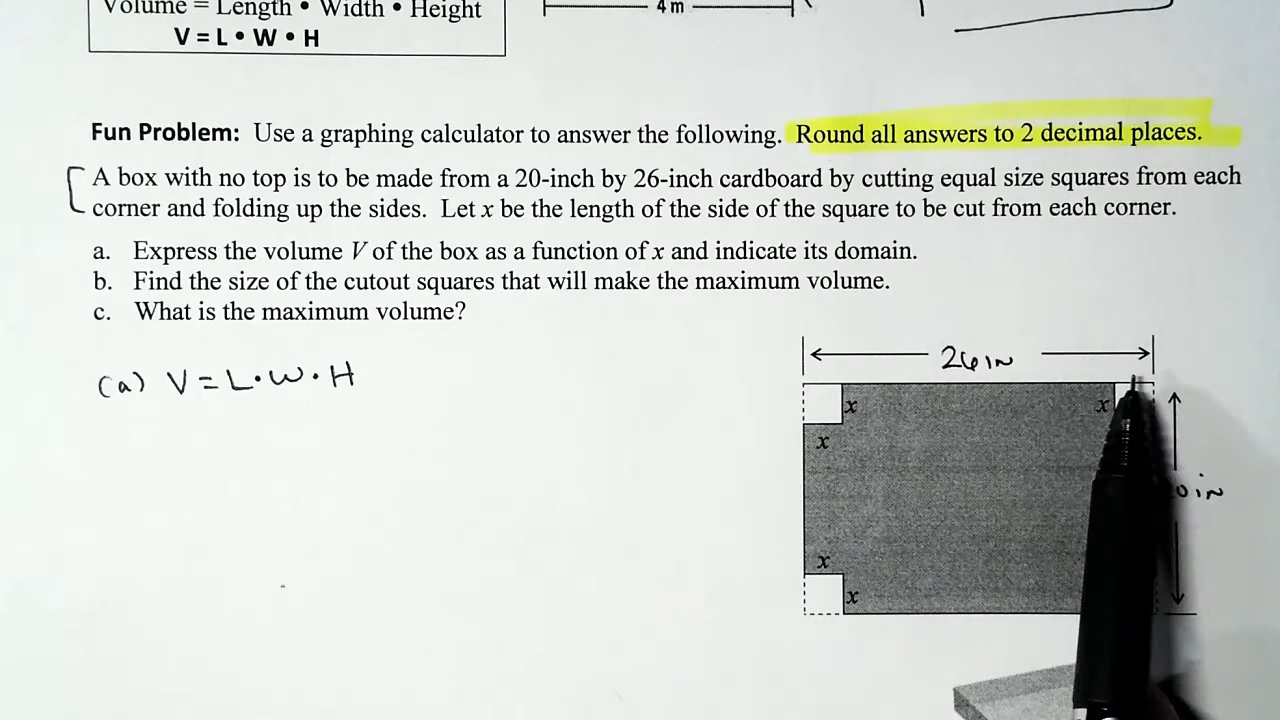 Volume = Length • Width • Height
V = L • W • H
4 m
Fun Problem: Use a graphing calculator to answer the following. Round all answers to 2 decimal places.
A box with no top is to be made from a 20-inch by 26-inch cardboard by cutting equal size squares from each
corner and folding up the sides. Let x be the length of the side of the square to be cut from each corner.
a. Express the volume V of the box as a function of x and indicate its domain.
b. Find the size of the cutout squares that will make the maximum volume.
c. What is the maximum volume?
(a) V = L • W • H
26 in
x x
x
in
x
x